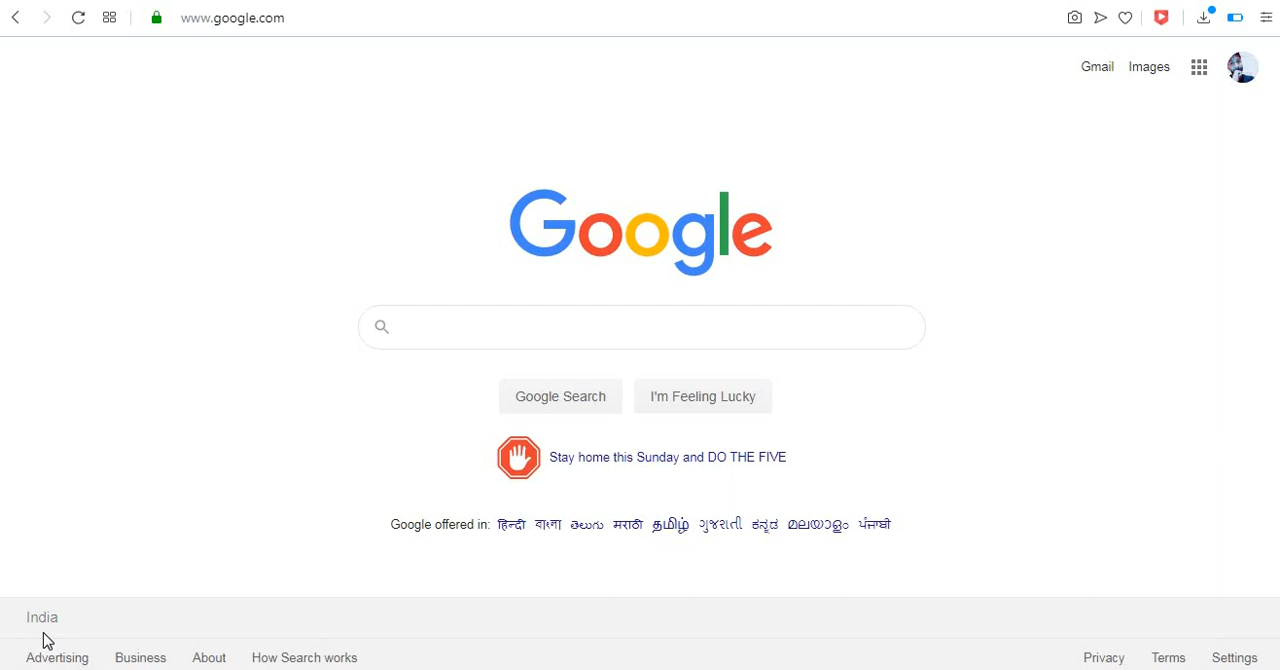 www.google.com
Gmail Images
Google
Google Search I'm Feeling Lucky
Stay home this Sunday and DO THE FIVE
Google offered in: हिन्दी বাংলা తెలుగు मराठी தமிழ் ગુજરાતી ಕನ್ನಡ മലയാളം ਪੰਜਾਬੀ
India
Advertising Business About How Search works Privacy Terms Settings